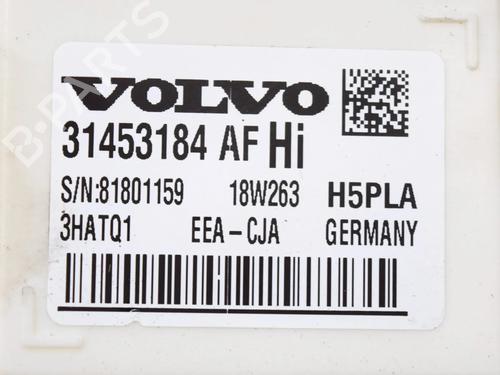 VOLVO
31453184 AF Hi
S/N:81801159 18W263 H5PLA
3HATQ1 EEA-CJA GERMANY
B-PARTS